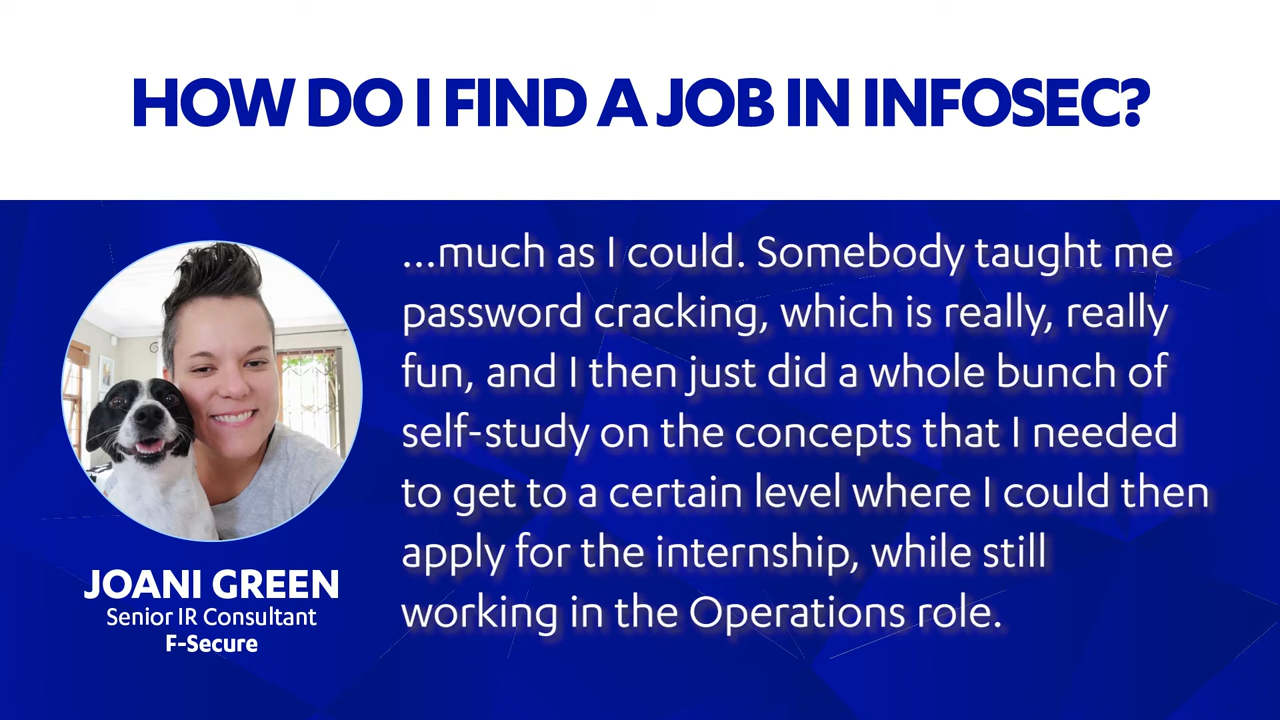 HOW DO I FIND A JOB IN INFOSEC?
...much as I could. Somebody taught me
password cracking, which is really, really
fun, and I then just did a whole bunch of
self-study on the concepts that I needed
to get to a certain level where I could then
apply for the internship, while still
working in the Operations role.
JOANI GREEN
Senior IR Consultant
F-Secure